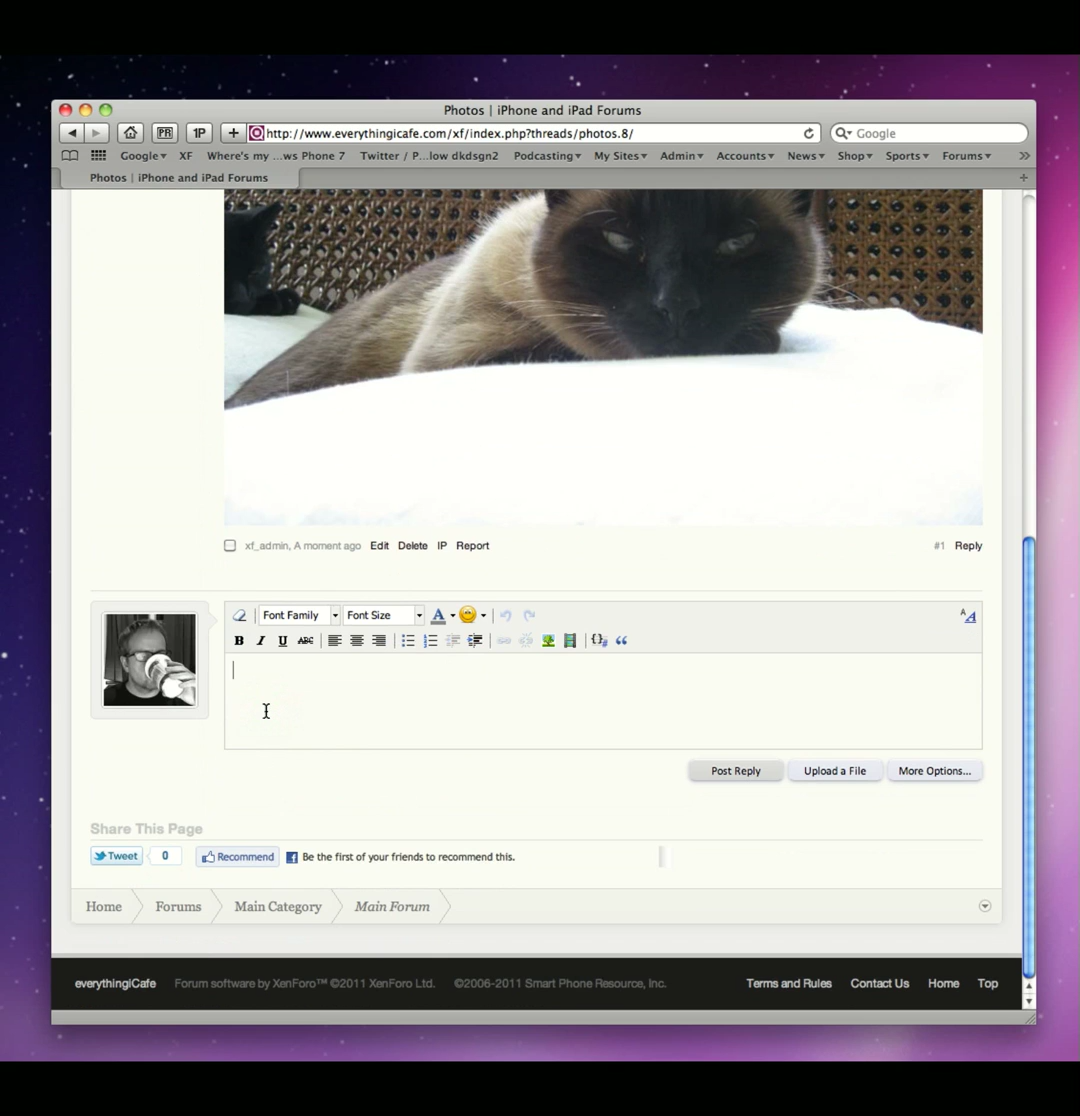 Photos | iPhone and iPad Forums
PR 1P + http://www.everythingicafe.com/xf/index.php?threads/photos.8/ Google
Google XF Where's my ...ws Phone 7 Twitter / P...low dkdsgn2 Podcasting My Sites Admin Accounts News Shop Sports Forums >>
Photos | iPhone and iPad Forums +
xf_admin, A moment ago Edit Delete IP Report #1 Reply
Font Family Font Size A A A
B I U ABC
Post Reply Upload a File More Options...
Share This Page
Tweet 0 Recommend Be the first of your friends to recommend this.
Home Forums Main Category Main Forum
everythingiCafe Forum software by XenForo™ ©2011 XenForo Ltd. ©2006-2011 Smart Phone Resource, Inc. Terms and Rules Contact Us Home Top